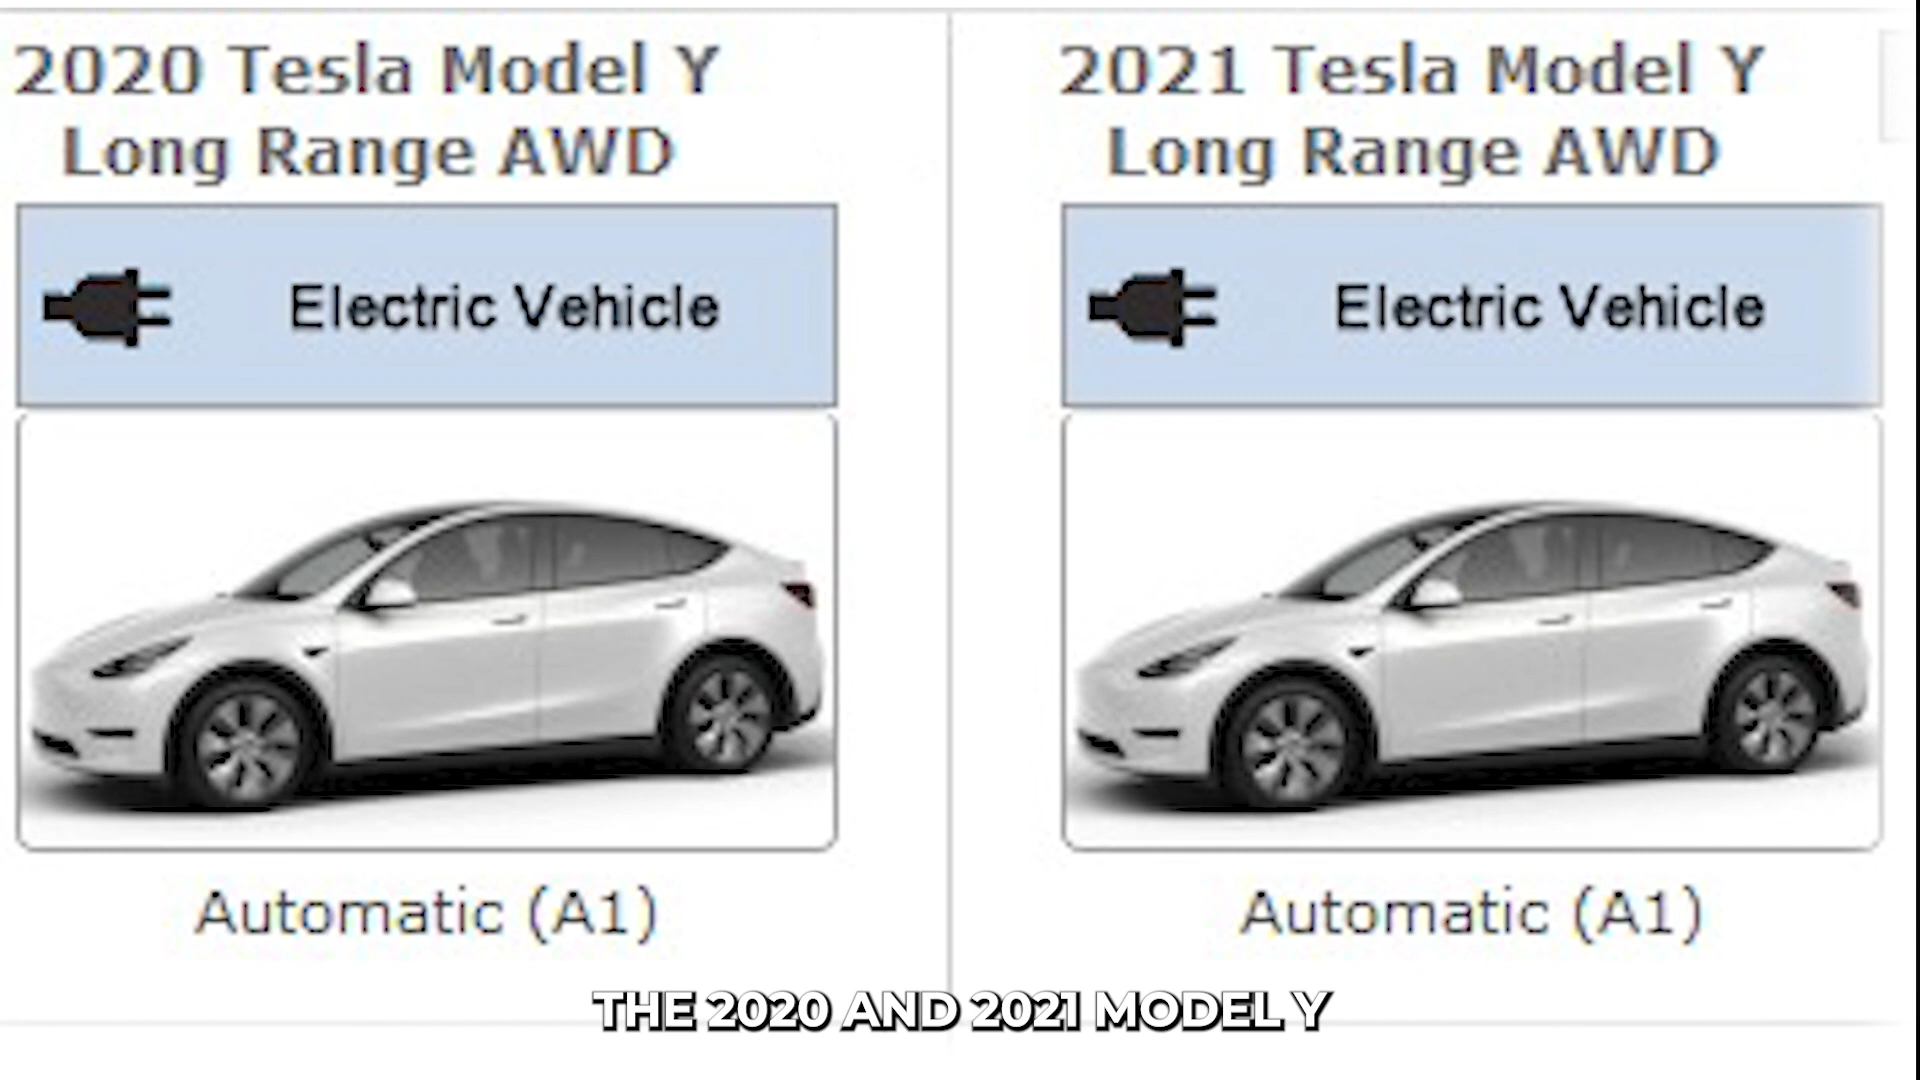 2020 Tesla Model Y
Long Range AWD
Electric Vehicle
Automatic (A1)
2021 Tesla Model Y
Long Range AWD
Electric Vehicle
Automatic (A1)
THE 2020 AND 2021 MODEL Y